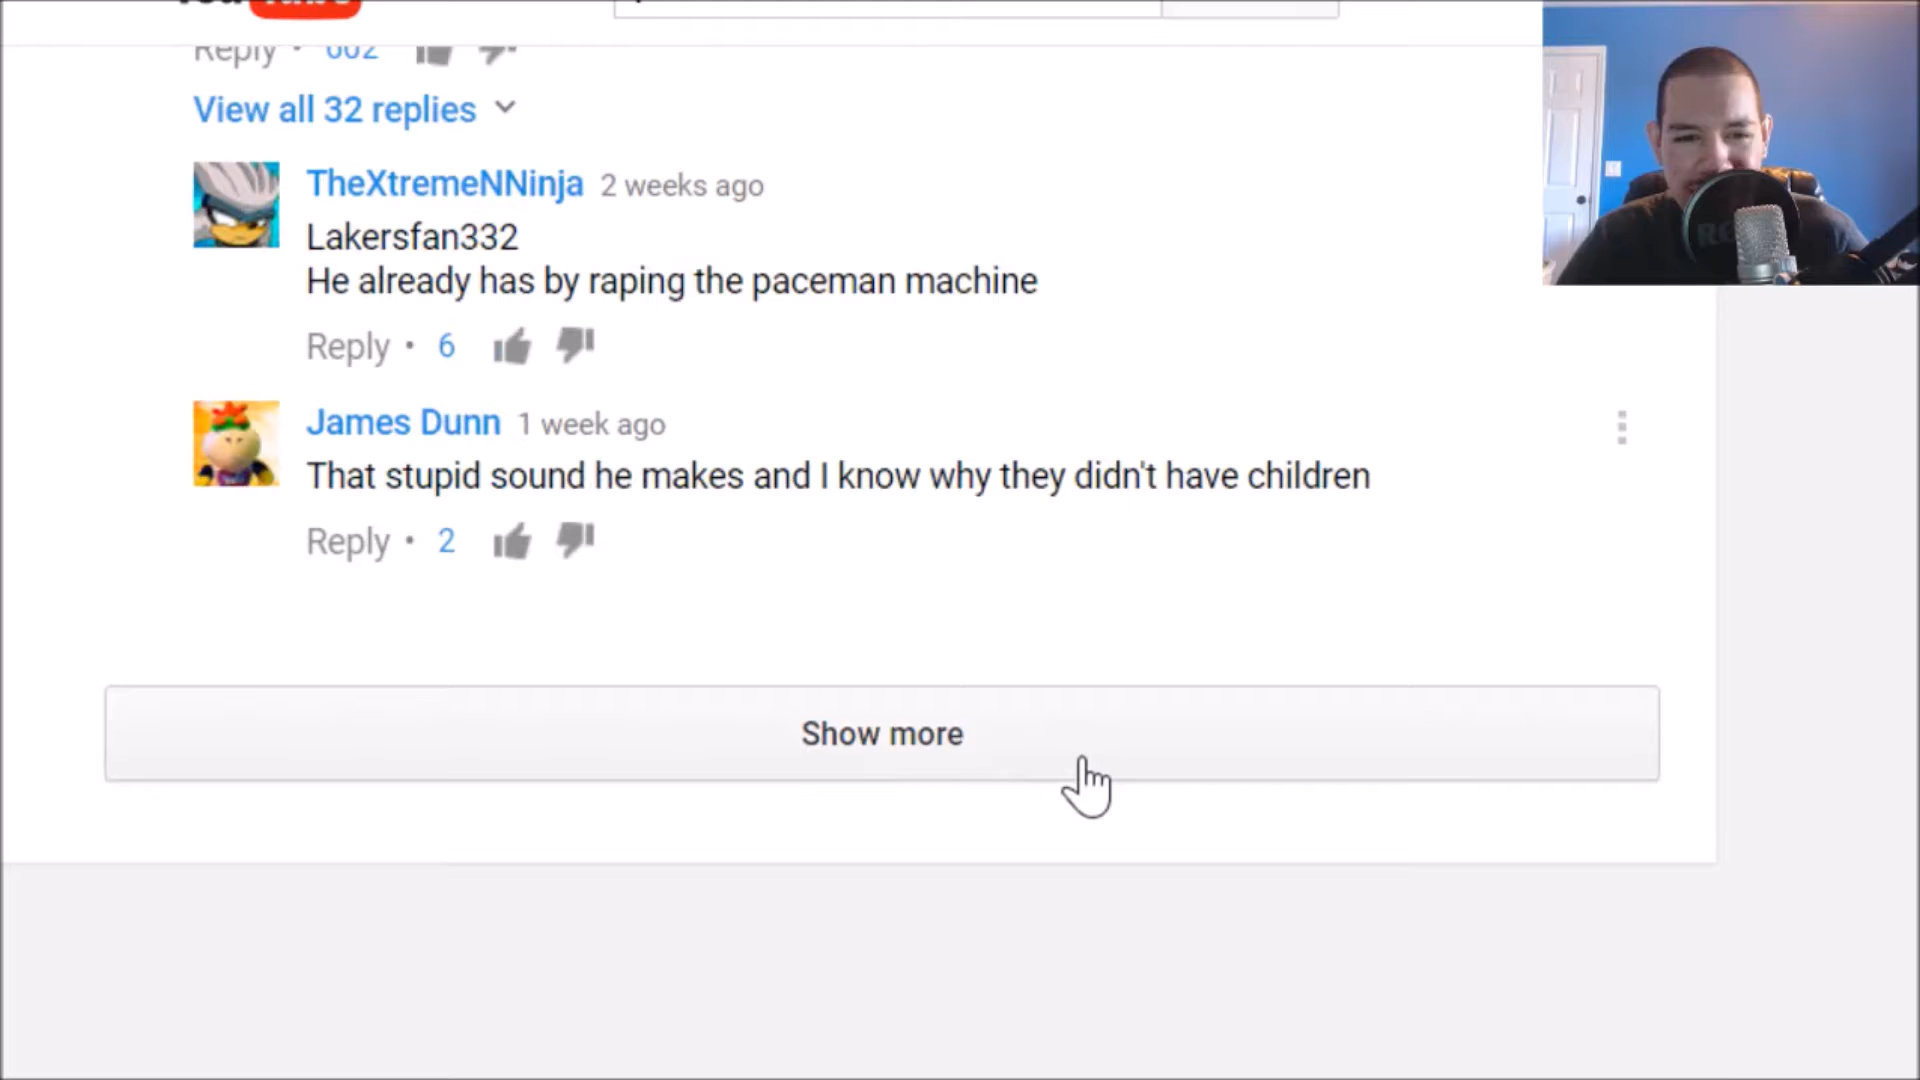 Reply • 602
View all 32 replies
TheXtremeNNinja 2 weeks ago
Lakersfan332
He already has by raping the paceman machine
Reply • 6
James Dunn 1 week ago
That stupid sound he makes and I know why they didn't have children
Reply • 2
Show more